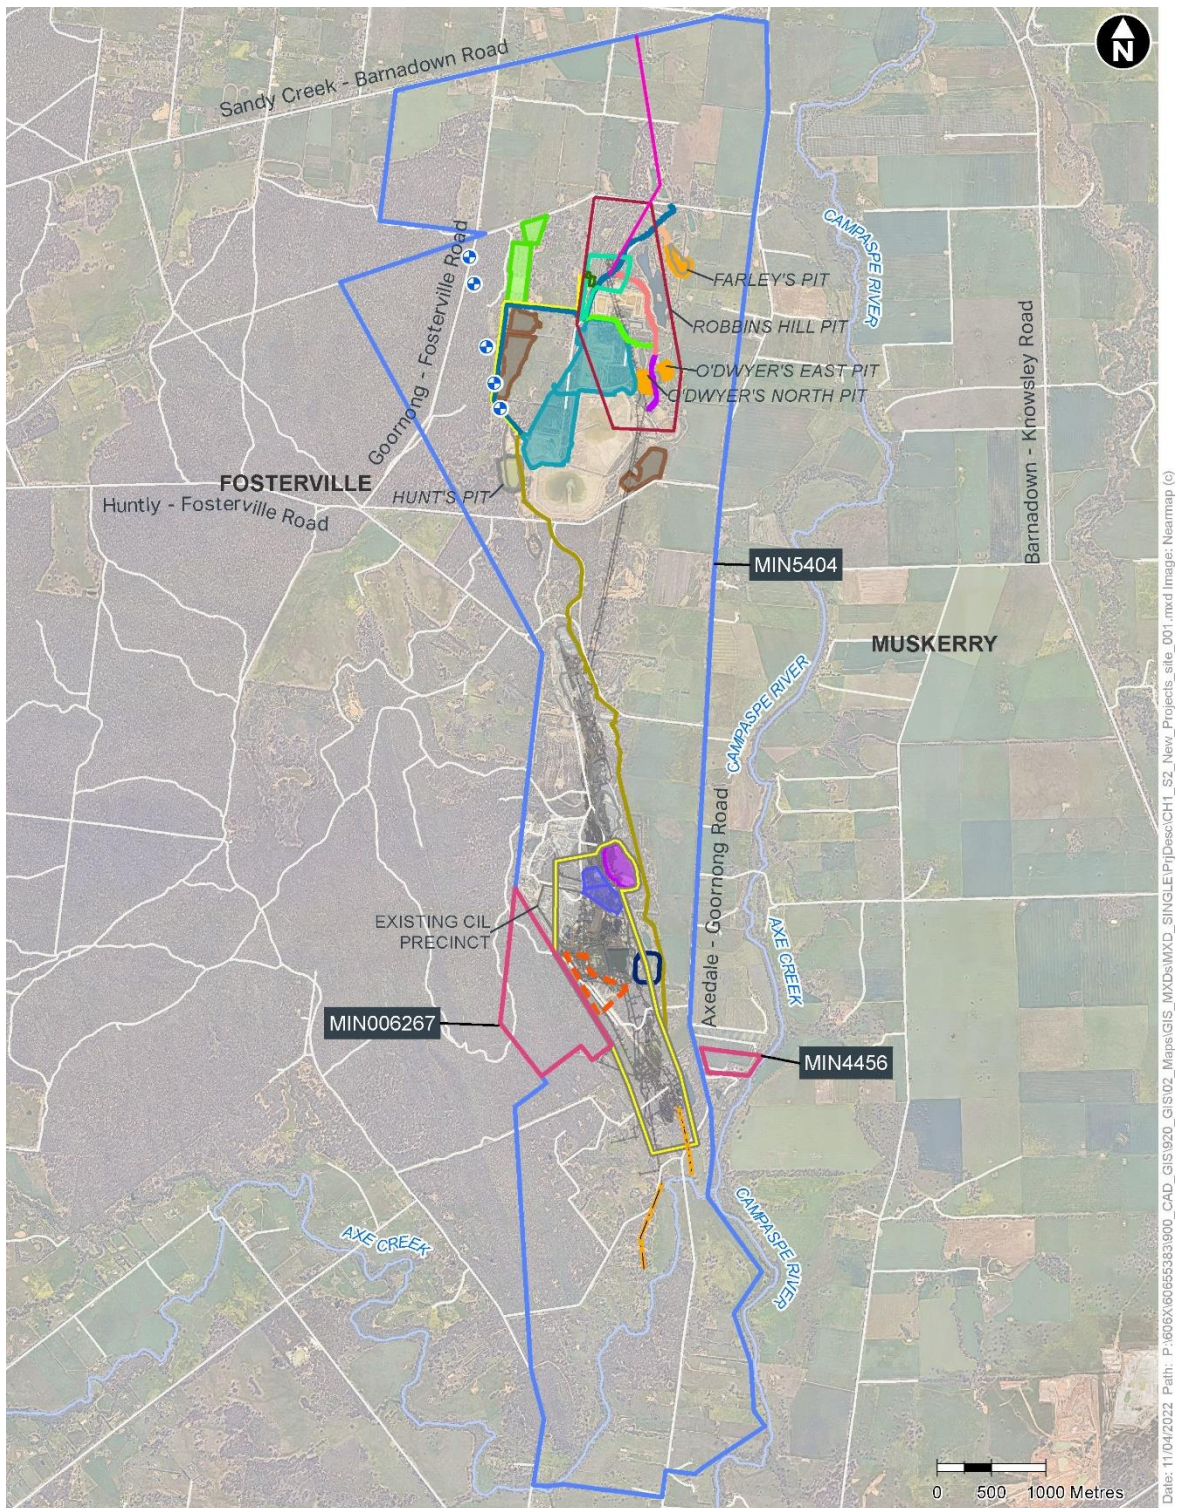 N
Sandy Creek - Barnadown Road
CAMPASPE RIVER
Goornong - Fosterville Road
FARLEY'S PIT
ROBBINS HILL PIT
Barnadown - Knowsley Road
O'DWYER'S EAST PIT
O'DWYER'S NORTH PIT
FOSTERVILLE
HUNT'S PIT
Huntly - Fosterville Road
MIN5404
MUSKERRY
CAMPASPE RIVER
Axedale - Goornong Road
EXISTING CIL
PRECINCT
AXE CREEK
MIN006267
MIN4456
CAMPASPE RIVER
AXE CREEK
0 500 1000 Metres
Date: 11/04/2022 Path: P:\606X\60655383\900_CAD_GIS\920_GIS\02_Maps\GIS_MXDs\MXD_SINGLE\PrjDesc\CH1_S2_New_Projects_site_001.mxd Image: Nearmap (c)